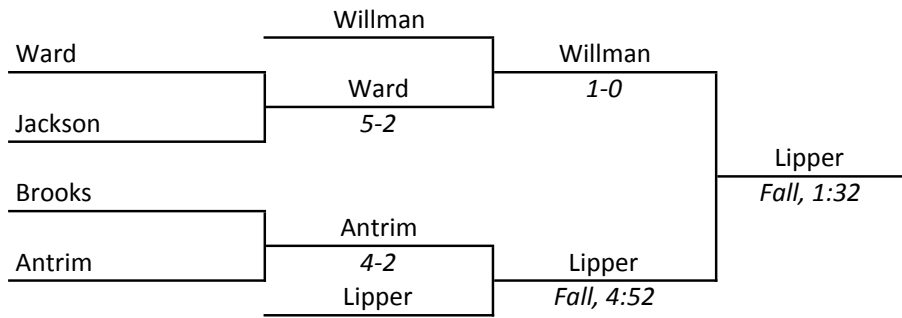 Willman
Ward
Willman
Ward
1-0
Jackson
5-2
Lipper
Brooks
Fall, 1:32
Antrim
Antrim
4-2
Lipper
Lipper
Fall, 4:52